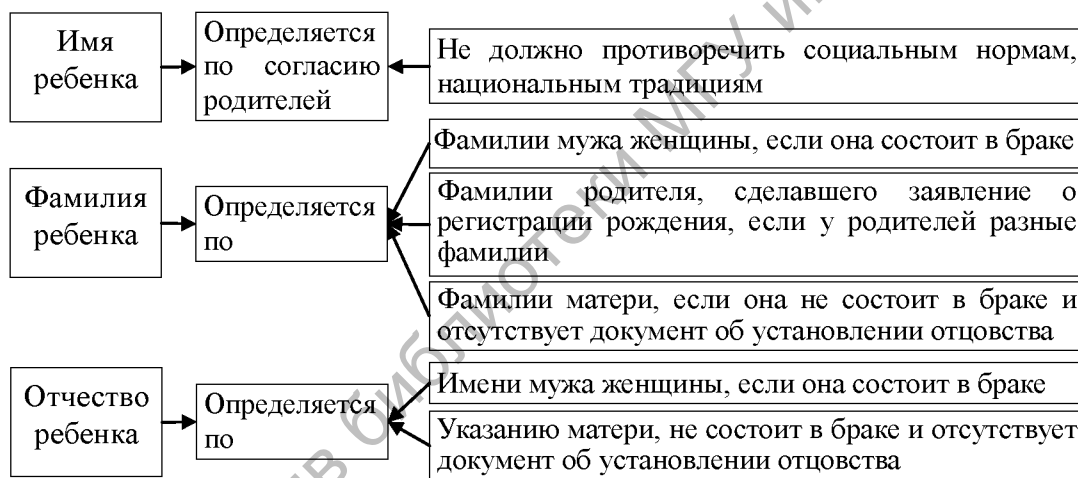 Имя
ребенка
Определяется
по согласию
родителей
Не должно противоречить социальным нормам,
национальным традициям
Фамилия
ребенка
Определяется
по
Фамилии мужа женщины, если она состоит в браке
Фамилии родителя, сделавшего заявление о
регистрации рождения, если у родителей разные
фамилии
Фамилии матери, если она не состоит в браке и
отсутствует документ об установлении отцовства
Отчество
ребенка
Определяется
по
Имени мужа женщины, если она состоит в браке
Указанию матери, не состоит в браке и отсутствует
документ об установлении отцовства
библиотеки МГУ